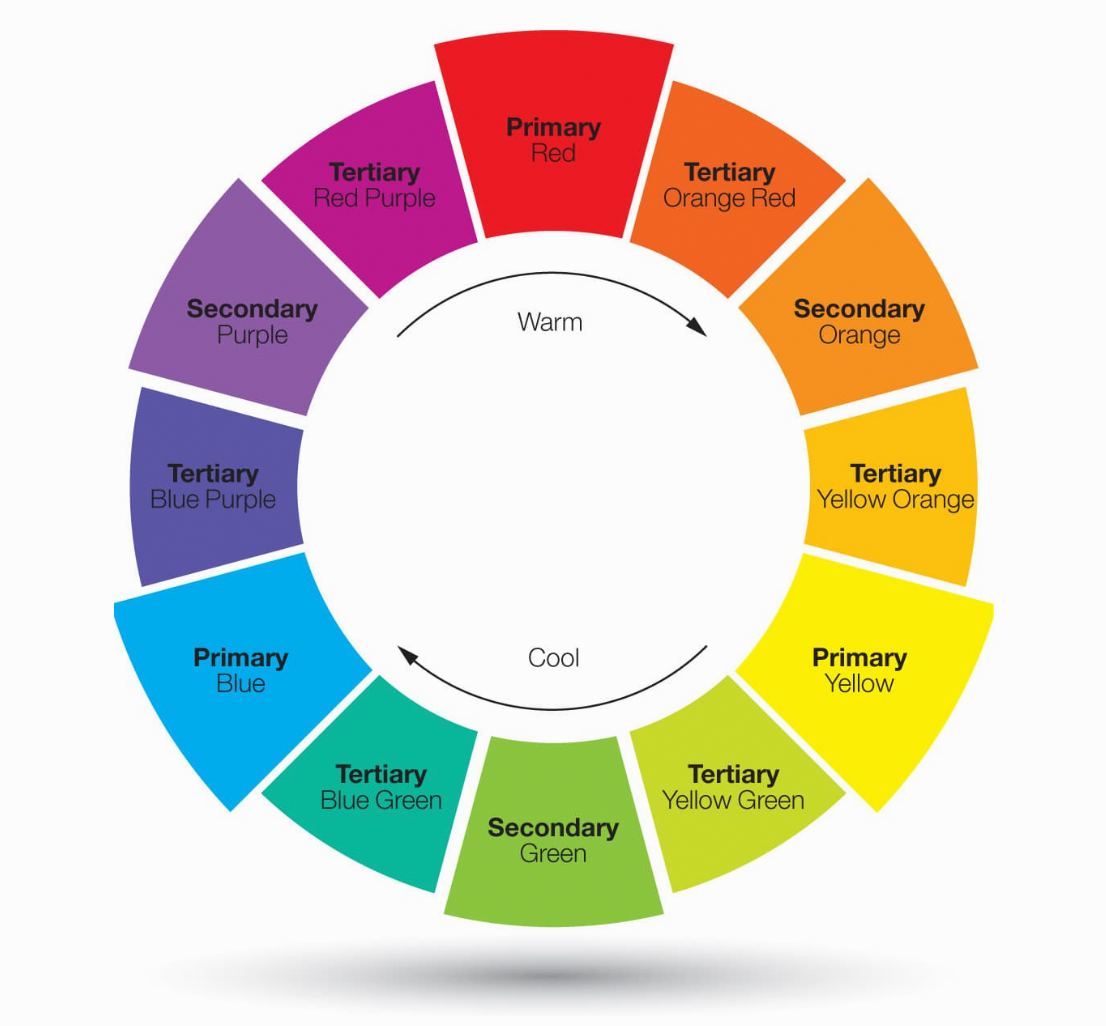 Primary
Red
Tertiary
Orange Red
Secondary
Orange
Tertiary
Yellow Orange
Primary
Yellow
Tertiary
Yellow Green
Secondary
Green
Tertiary
Blue Green
Primary
Blue
Tertiary
Blue Purple
Secondary
Purple
Tertiary
Red Purple
Warm
Cool